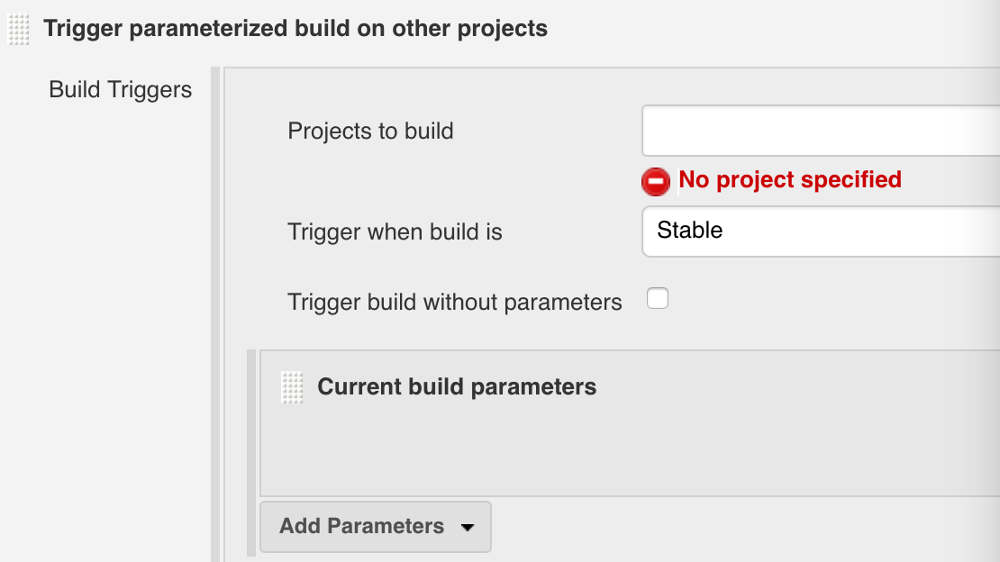 Trigger parameterized build on other projects
Build Triggers
Projects to build
No project specified
Trigger when build is
Stable
Trigger build without parameters
Current build parameters
Add Parameters